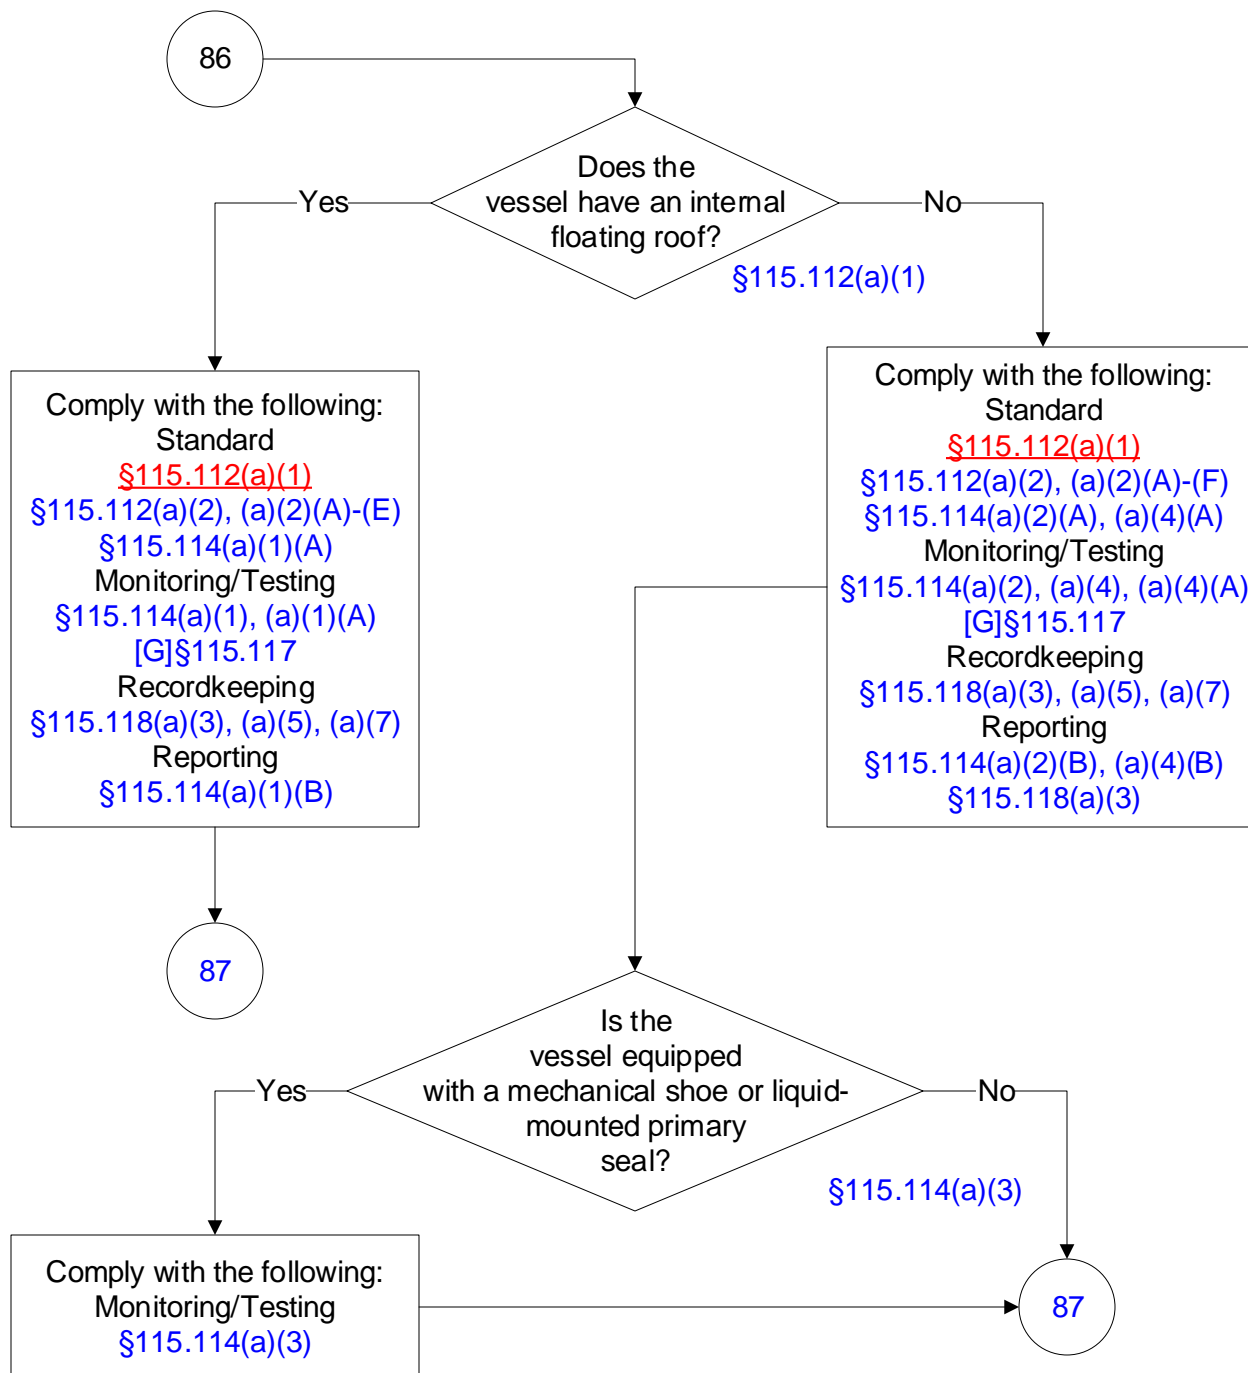 86
Does the
vessel have an internal
floating roof?
Yes
No
§115.112(a)(1)
Comply with the following:
Standard
§115.112(a)(1)
§115.112(a)(2), (a)(2)(A)-(E)
§115.114(a)(1)(A)
Monitoring/Testing
§115.114(a)(1), (a)(1)(A)
[G]§115.117
Recordkeeping
§115.118(a)(3), (a)(5), (a)(7)
Reporting
§115.114(a)(1)(B)
Comply with the following:
Standard
§115.112(a)(1)
§115.112(a)(2), (a)(2)(A)-(F)
§115.114(a)(2)(A), (a)(4)(A)
Monitoring/Testing
§115.114(a)(2), (a)(4), (a)(4)(A)
[G]§115.117
Recordkeeping
§115.118(a)(3), (a)(5), (a)(7)
Reporting
§115.114(a)(2)(B), (a)(4)(B)
§115.118(a)(3)
87
Is the
vessel equipped
with a mechanical shoe or liquid-
mounted primary
seal?
Yes
No
§115.114(a)(3)
Comply with the following:
Monitoring/Testing
§115.114(a)(3)
87